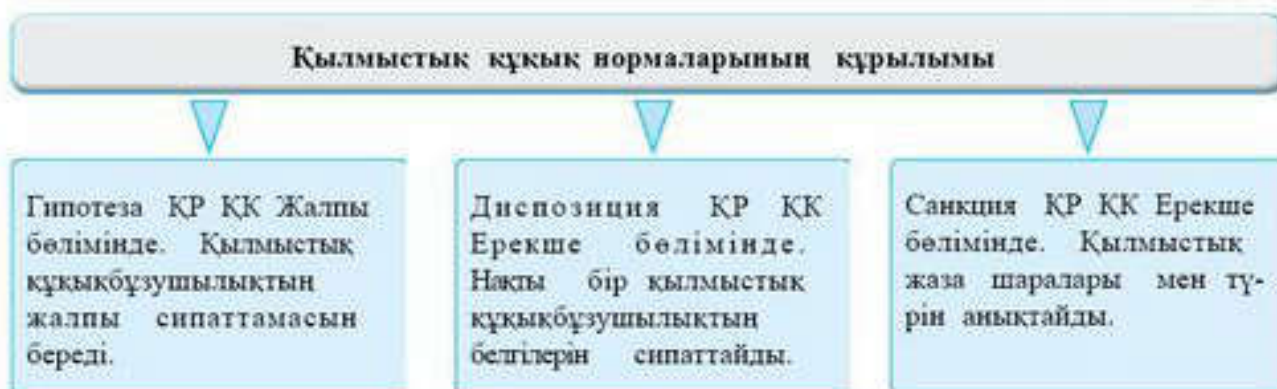 Қылмыстық құқық нормаларының құрылымы
Гипотеза ҚР ҚК Жалпы
бөлімінде. Қылмыстық
құқықбұзушылықтың
жалпы сипаттамасын
береді.
Диспозиция ҚР ҚК
Ерекше бөлімінде.
Нақты бір қылмыстық
құқықбұзушылықтың
белгілерін сипаттайды.
Санкция ҚР ҚК Ерекше
бөлімінде. Қылмыстық
жаза шаралары мен тү-
рін анықтайды.